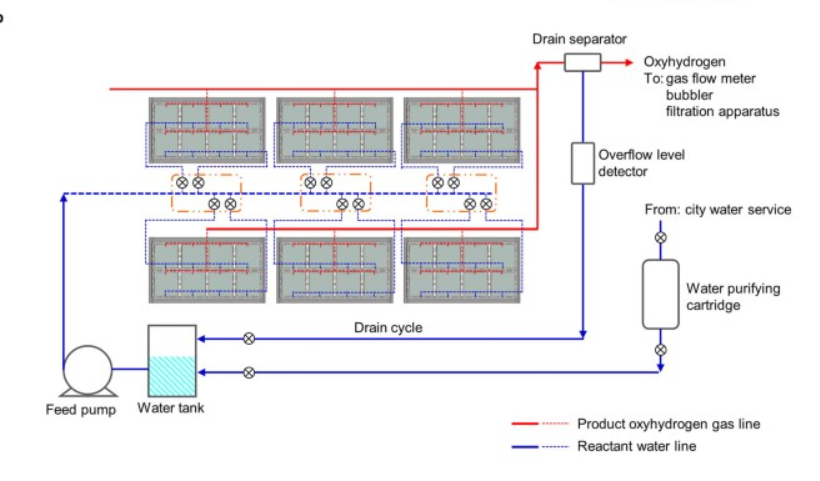 Drain separator
Oxyhydrogen
To: gas flow meter
bubbler
filtration apparatus
Overflow level
detector
From: city water service
Water purifying
cartridge
Drain cycle
Feed pump
Water tank
Product oxyhydrogen gas line
Reactant water line